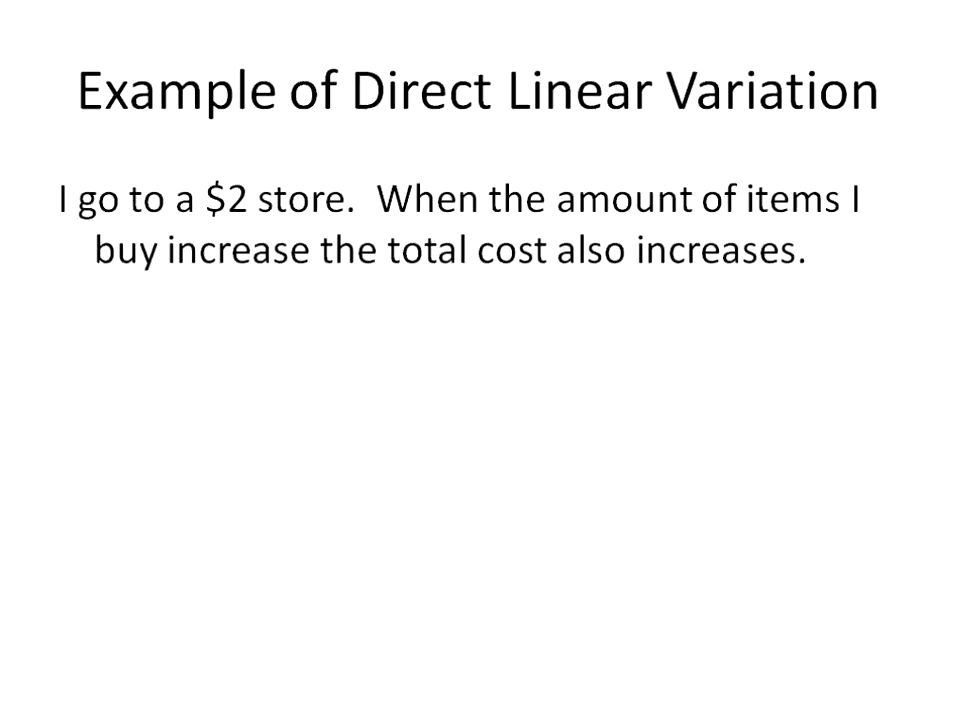 Example of Direct Linear Variation
I go to a $2 store.  When the amount of items I
buy increase the total cost also increases.